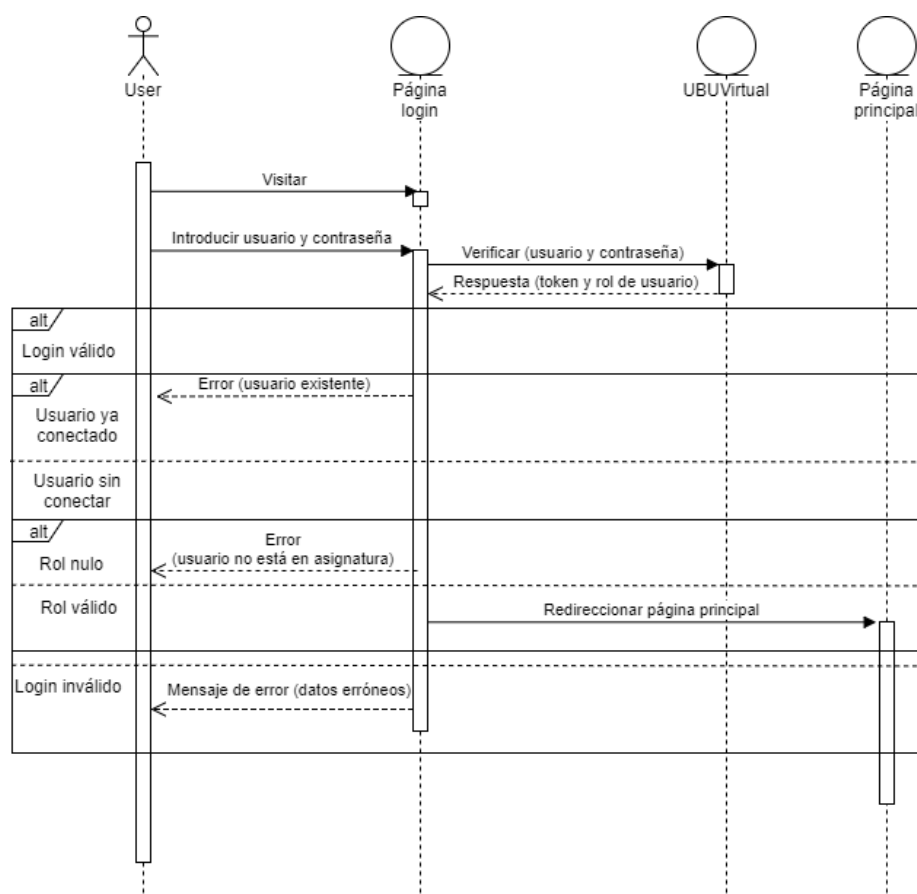 User
Página
login
UBUVirtual
Página
principal
Visitar
Introducir usuario y contraseña
Verificar (usuario y contraseña)
Respuesta (token y rol de usuario)
alt
Login válido
alt
Error (usuario existente)
Usuario ya
conectado
Usuario sin
conectar
alt
Error
(usuario no está en asignatura)
Rol nulo
Rol válido
Redireccionar página principal
Login inválido
Mensaje de error (datos erróneos)